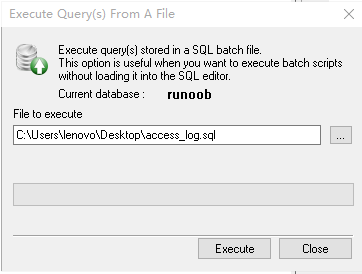 Execute Query(s) From A File
Execute query(s) stored in a SQL batch file.
This option is useful when you want to execute batch scripts
without loading it into the SQL editor.
Current database : runoob
File to execute
C:\Users\lenovo\Desktop\access_log.sql
...
Execute
Close